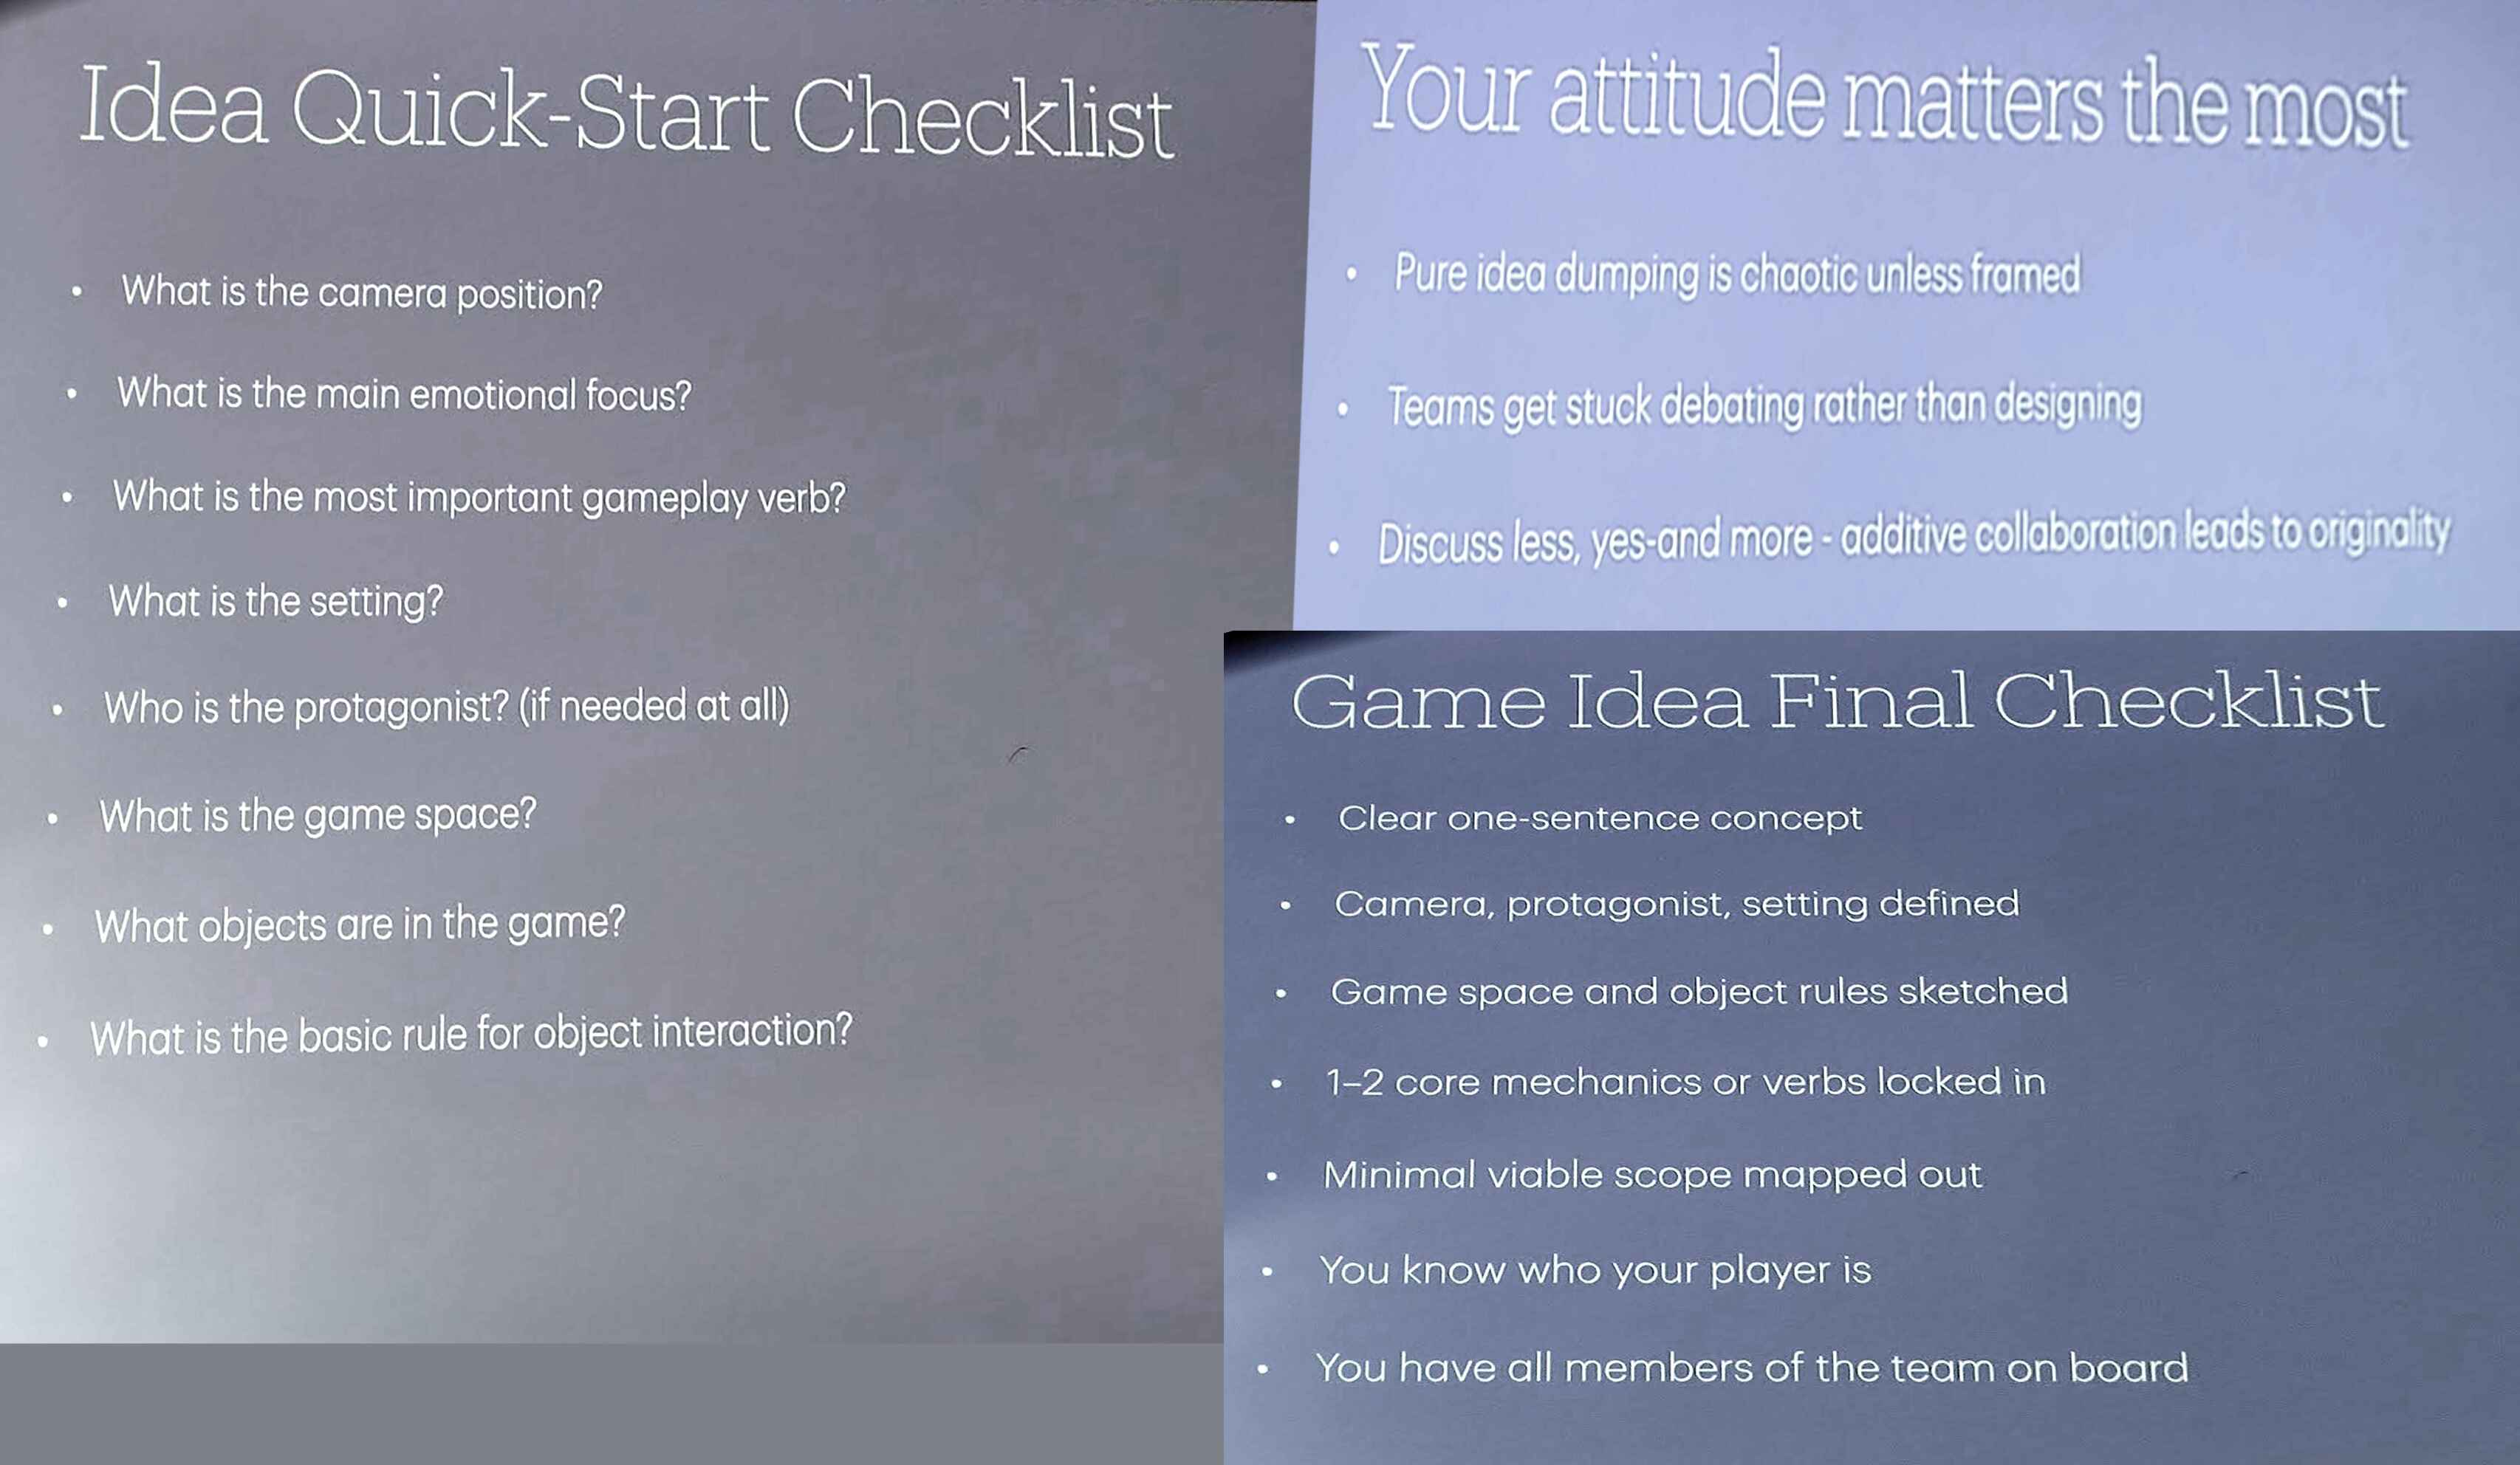 Idea Quick-Start Checklist
• What is the camera position?
• What is the main emotional focus?
• What is the most important gameplay verb?
• What is the setting?
• Who is the protagonist? (if needed at all)
• What is the game space?
• What objects are in the game?
• What is the basic rule for object interaction?
Your attitude matters the most
• Pure idea dumping is chaotic unless framed
• Teams get stuck debating rather than designing
• Discuss less, yes-and more - additive collaboration leads to originality
Game Idea Final Checklist
• Clear one-sentence concept
• Camera, protagonist, setting defined
• Game space and object rules sketched
• 1–2 core mechanics or verbs locked in
• Minimal viable scope mapped out
• You know who your player is
• You have all members of the team on board